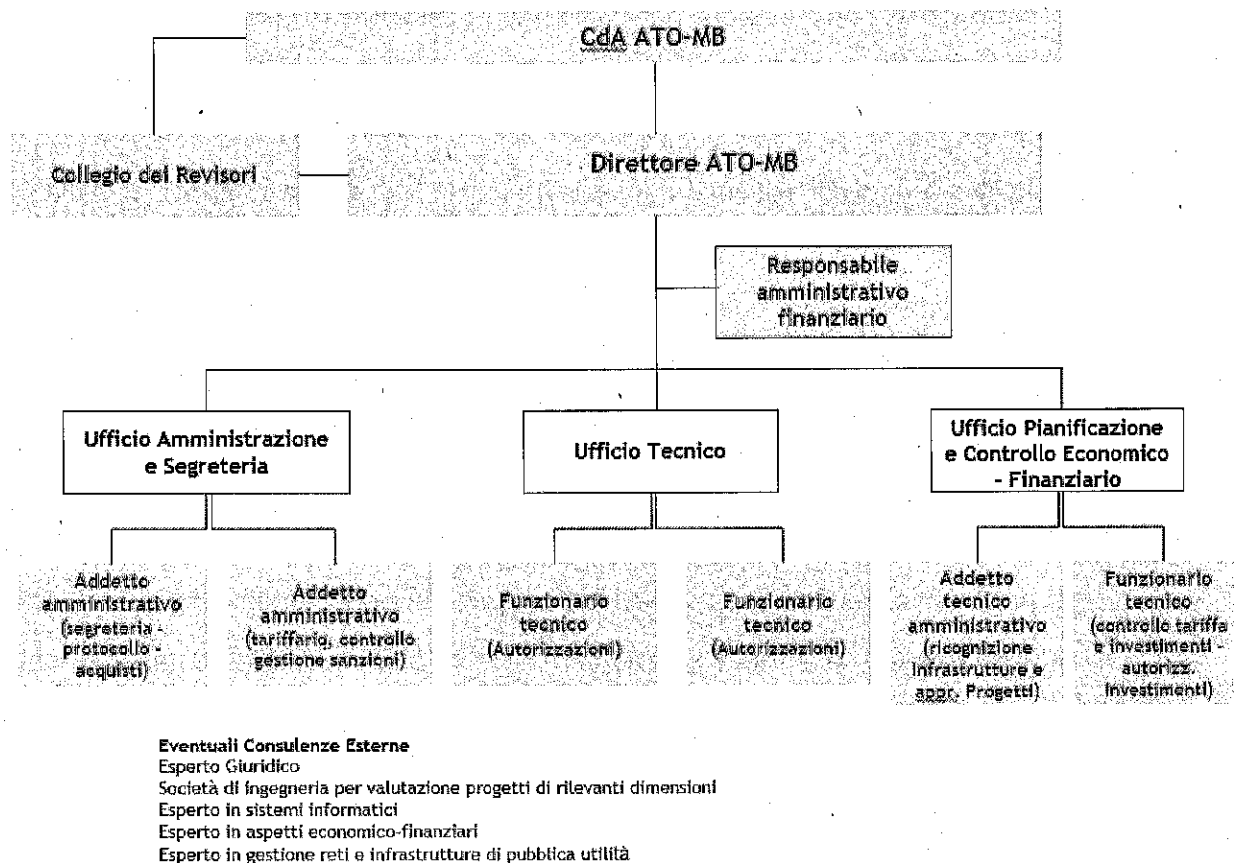 CdA ATO-MB
Collegio dei Revisori
Direttore ATO-MB
Responsabile
amministrativo
finanziario
Ufficio Amministrazione
e Segreteria
Ufficio Tecnico
Ufficio Pianificazione
e Controllo Economico
- Finanziario
Addetto
amministrativo
(segreteria -
protocollo -
acquisti)
Addetto
amministrativo
(tariffario, controllo
gestione sanzioni)
Funzionario
tecnico
(Autorizzazioni)
Funzionario
tecnico
(Autorizzazioni)
Addetto
tecnico
amministrativo
(ricognizione
infrastrutture e
appr. Progetti)
Funzionario
tecnico
(controllo tariffa
e investimenti -
autorizz.
investimenti)
Eventuali Consulenze Esterne
Esperto Giuridico
Società di ingegneria per valutazione progetti di rilevanti dimensioni
Esperto in sistemi informatici
Esperto in aspetti economico-finanziari
Esperto in gestione reti e infrastrutture di pubblica utilità